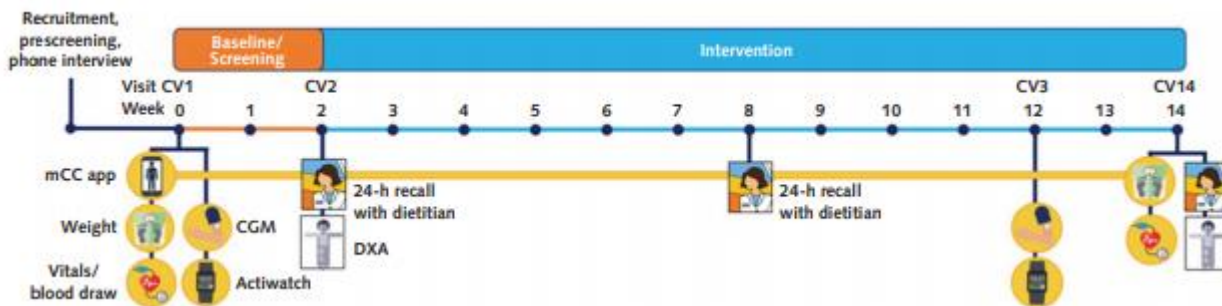 Recruitment,
prescreening,
phone interview
Baseline/
Screening
Intervention
Visit CV1
CV2
CV3
CV14
Week
0 1 2 3 4 5 6 7 8 9 10 11 12 13 14
mCC app
24-h recall
with dietitian
24-h recall
with dietitian
Weight
CGM
DXA
Vitals/
blood draw
Actiwatch